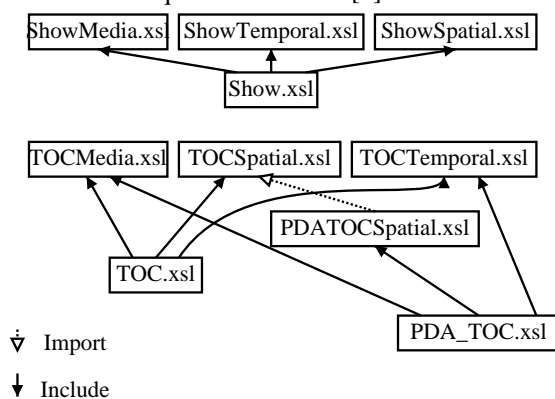 ShowMedia.xsl ShowTemporal.xsl ShowSpatial.xsl
Show.xsl
TOCMedia.xsl TOCSpatial.xsl TOCTemporal.xsl
PDATOCSpatial.xsl
TOC.xsl
PDA_TOC.xsl
Import
Include